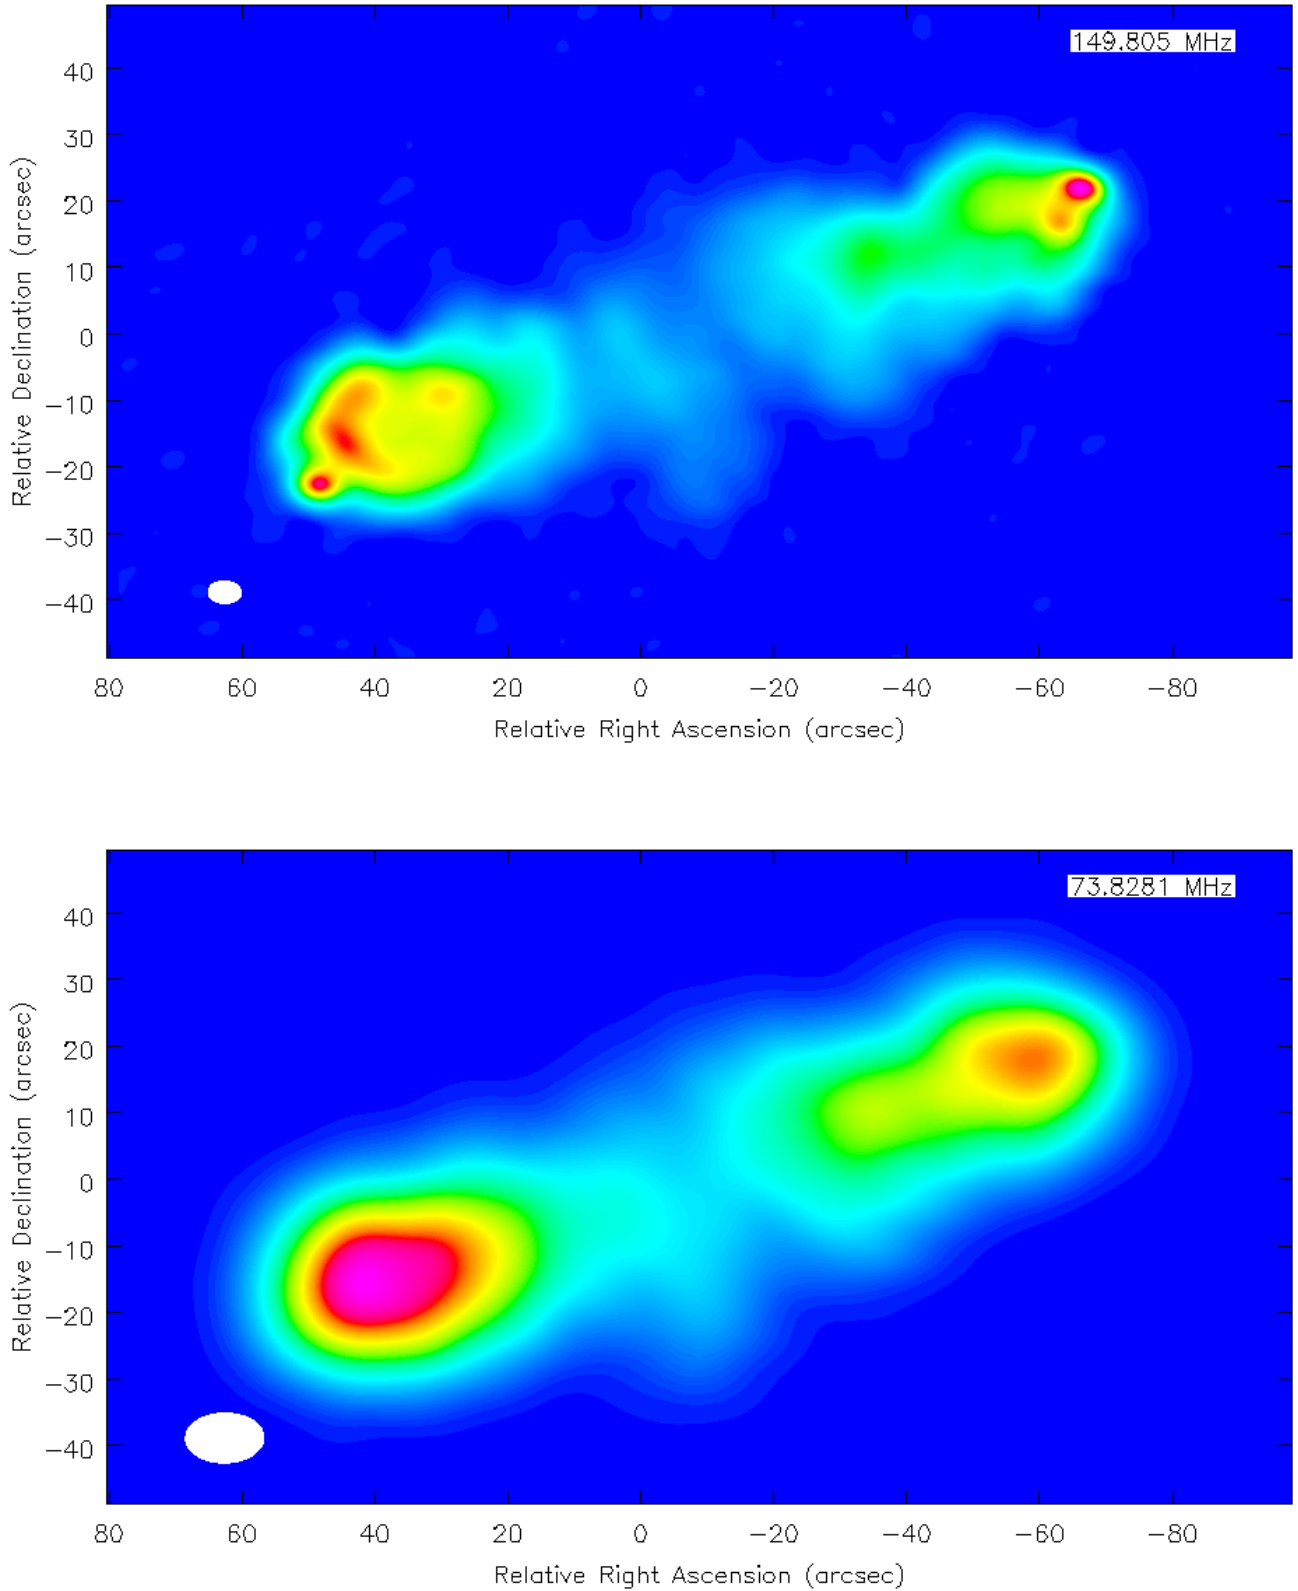 149.805 MHz
40
30
20
10
0
−10
−20
−30
−40
Relative Declination (arcsec)
80 60 40 20 0 −20 −40 −60 −80
Relative Right Ascension (arcsec)
73.8281 MHz
40
30
20
10
0
−10
−20
−30
−40
Relative Declination (arcsec)
80 60 40 20 0 −20 −40 −60 −80
Relative Right Ascension (arcsec)